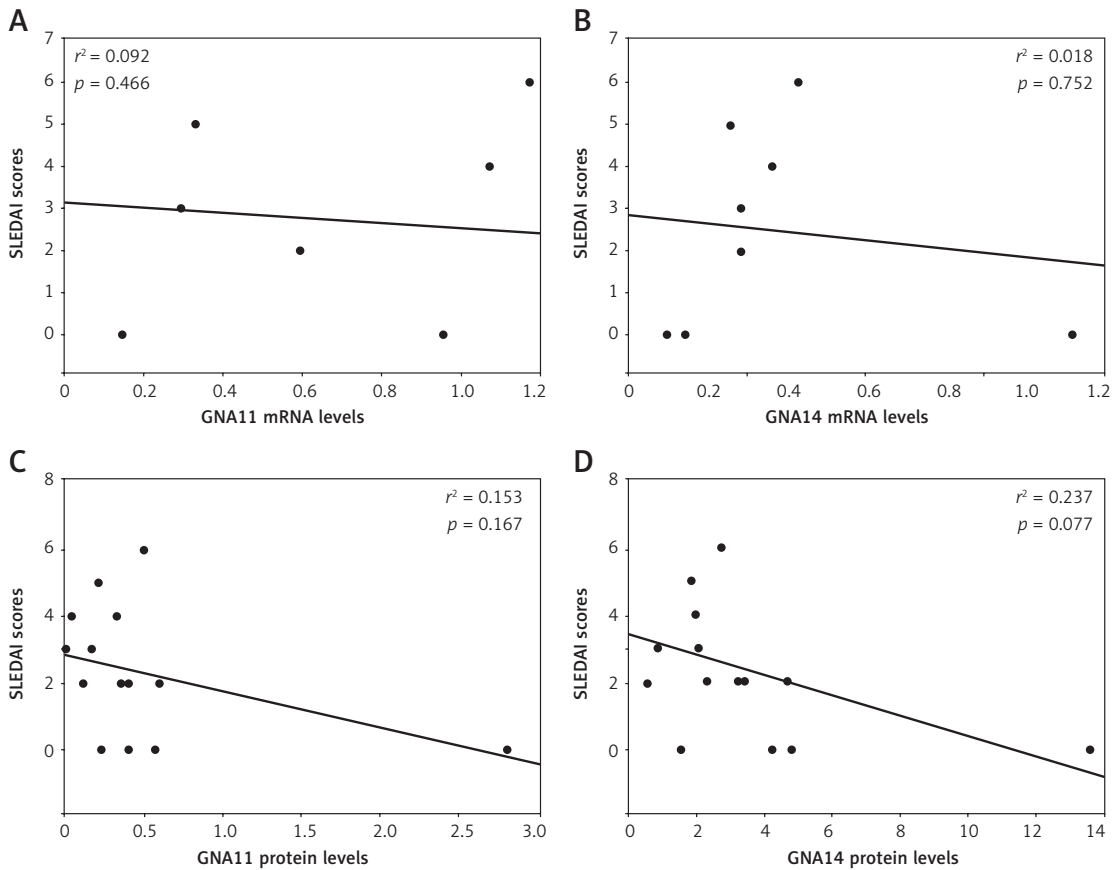 A
r² = 0.092
p = 0.466
SLEDAI scores
7
6
5
4
3
2
1
0
0 0.2 0.4 0.6 0.8 1.0 1.2
GNA11 mRNA levels
B
r² = 0.018
p = 0.752
SLEDAI scores
7
6
5
4
3
2
1
0
0 0.2 0.4 0.6 0.8 1.0 1.2
GNA14 mRNA levels
C
r² = 0.153
p = 0.167
SLEDAI scores
8
6
4
2
0
0 0.5 1.0 1.5 2.0 2.5 3.0
GNA11 protein levels
D
r² = 0.237
p = 0.077
SLEDAI scores
8
6
4
2
0
0 2 4 6 8 10 12 14
GNA14 protein levels